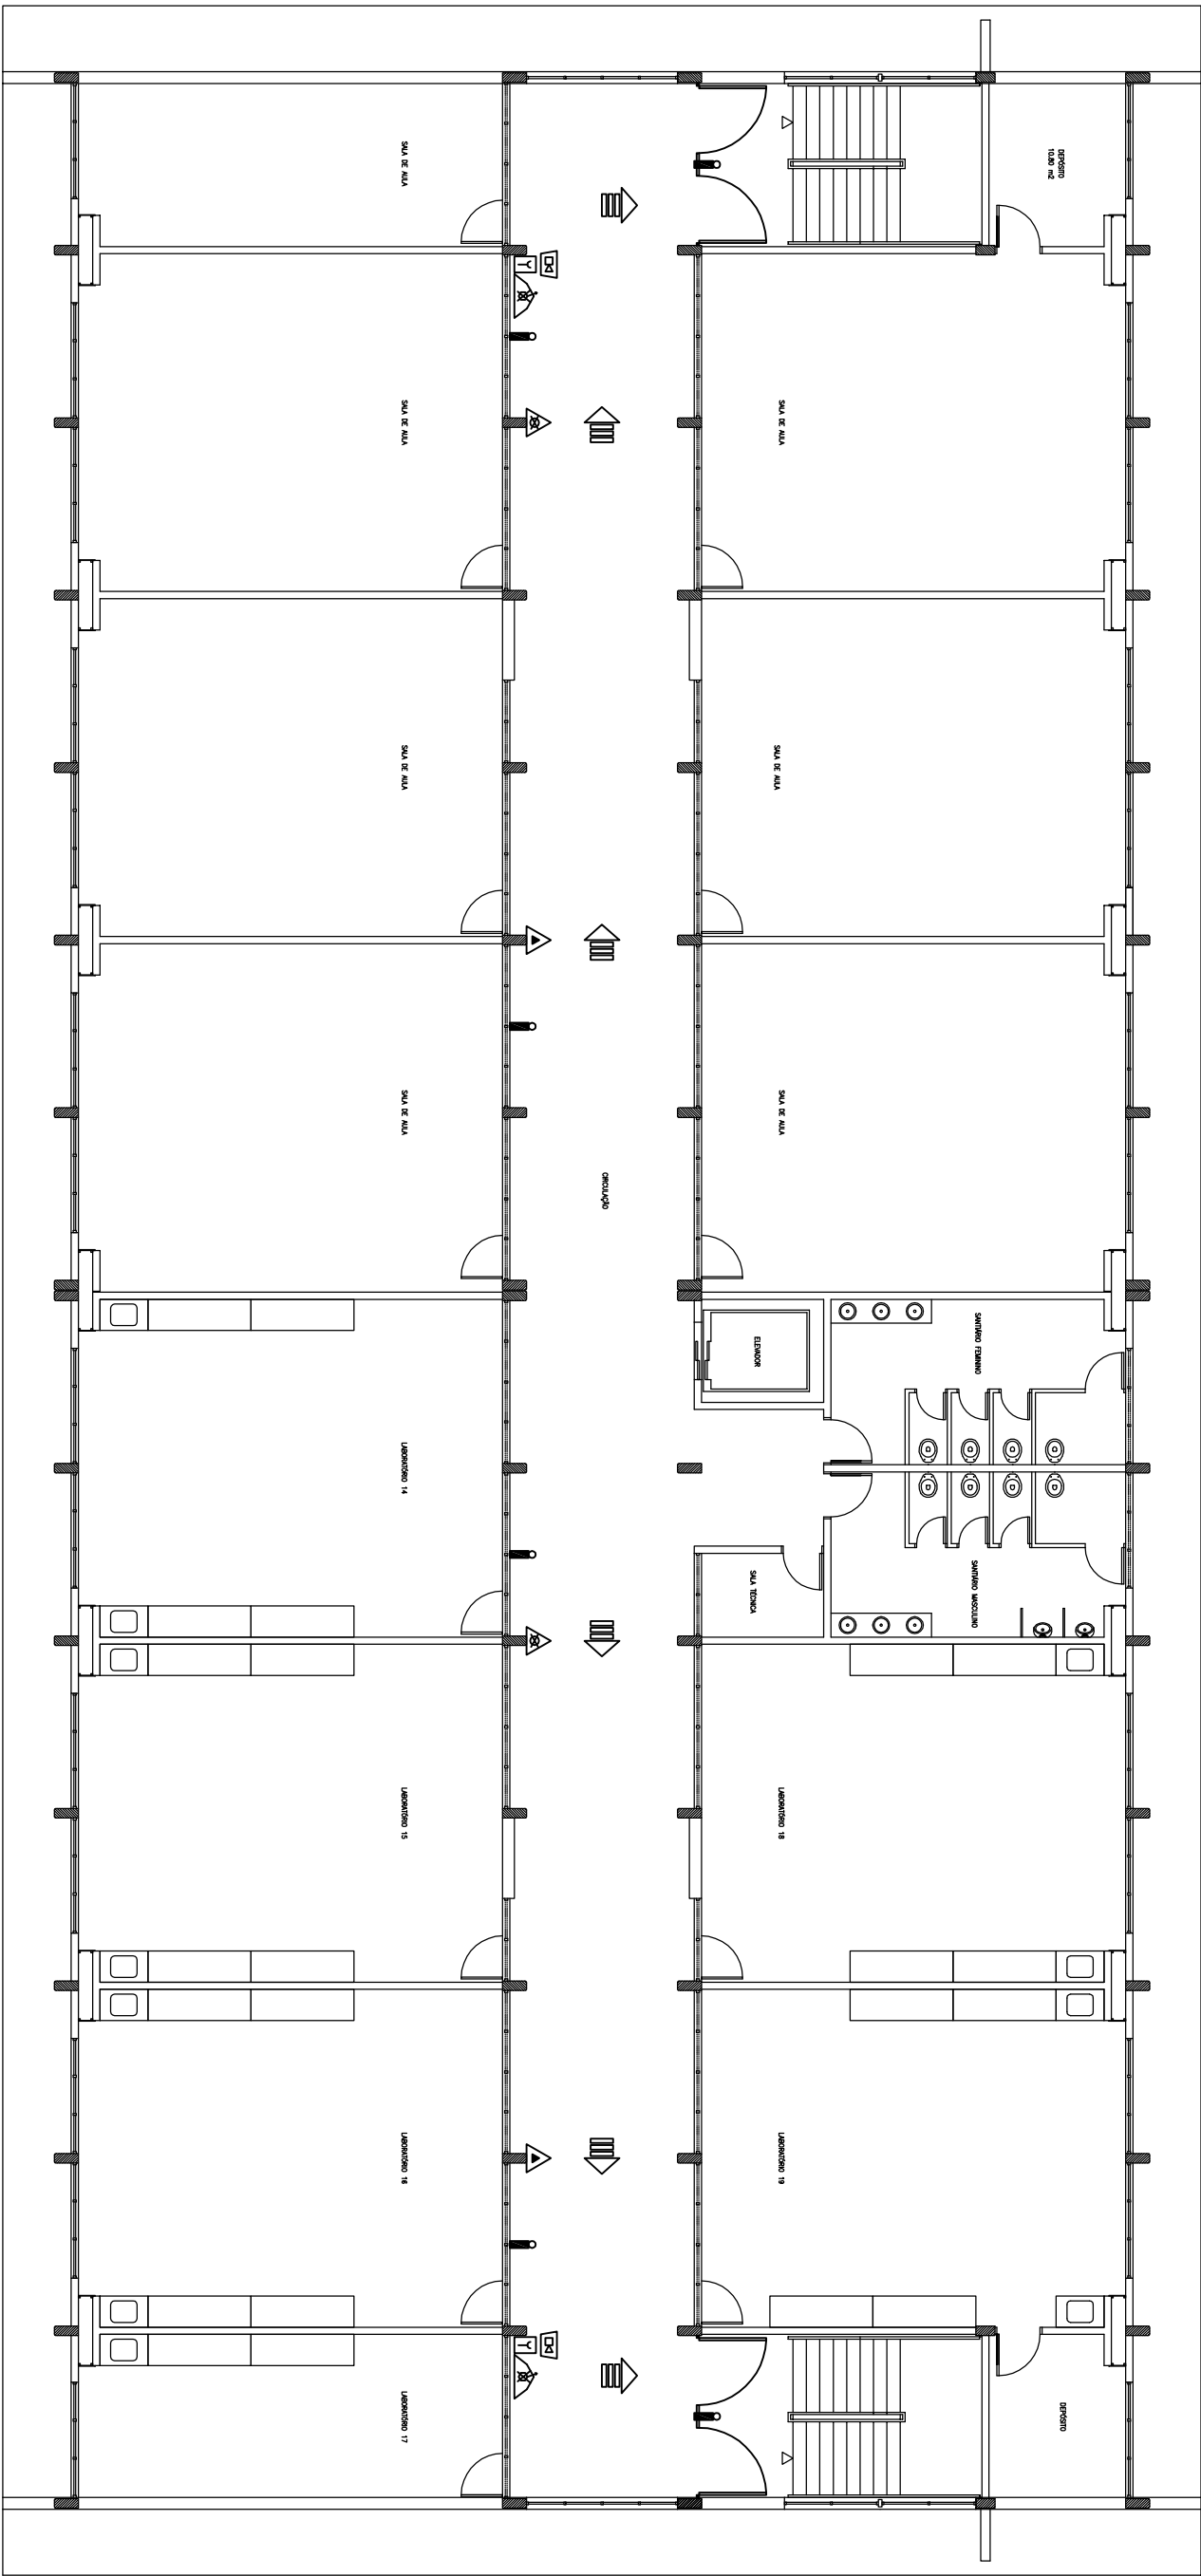 SALA DE AULA
DEPÓSITO
10.80 m2
SALA DE AULA
SALA DE AULA
SALA DE AULA
SALA DE AULA
SALA DE AULA
SALA DE AULA
CIRCULAÇÃO
ELEVADOR
SANITÁRIO FEMININO
LABORATÓRIO 14
SALA TÉCNICA
SANITÁRIO MASCULINO
LABORATÓRIO 15
LABORATÓRIO 18
LABORATÓRIO 16
LABORATÓRIO 19
LABORATÓRIO 17
DEPÓSITO